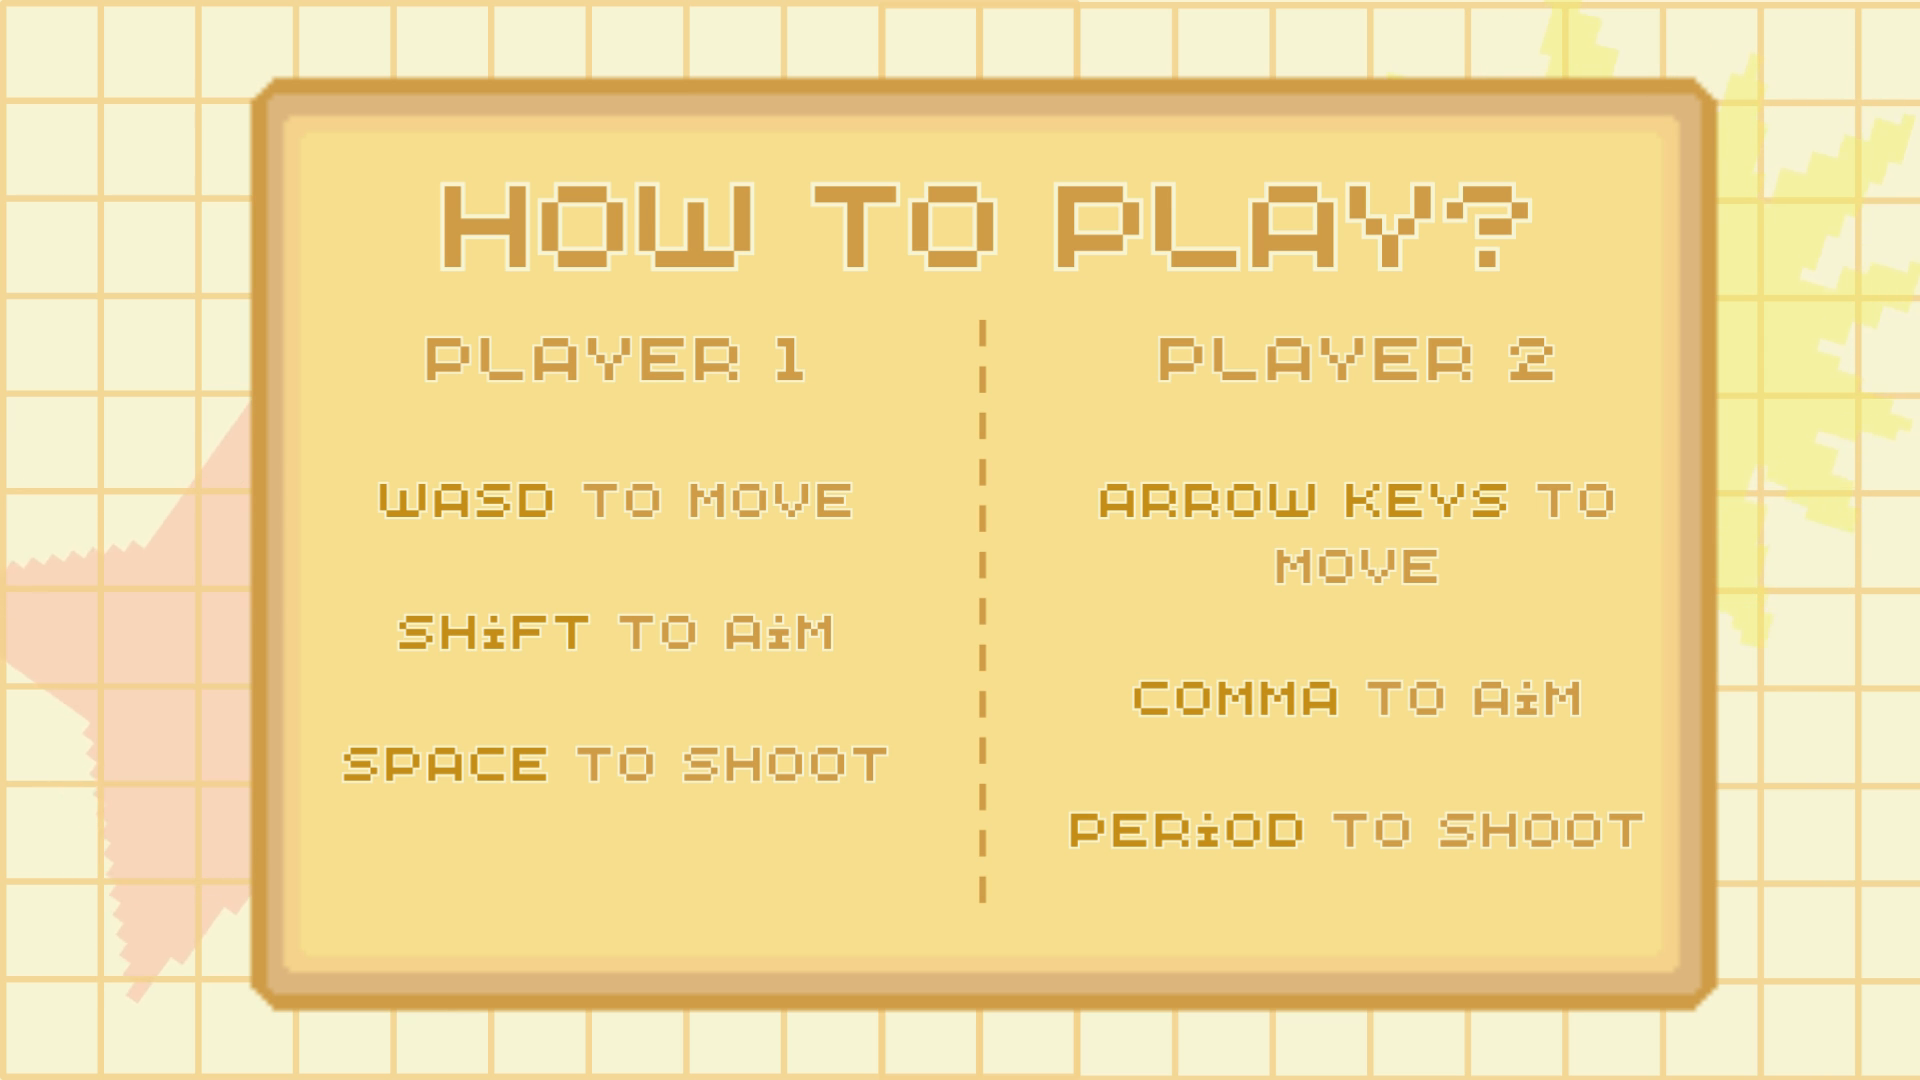 HOW TO PLAY?
PLAYER 1
WASD TO MOVE
SHiFT TO AiM
SPACE TO SHOOT
PLAYER 2
ARROW KEYS TO
MOVE
COMMA TO AiM
PERiOD TO SHOOT